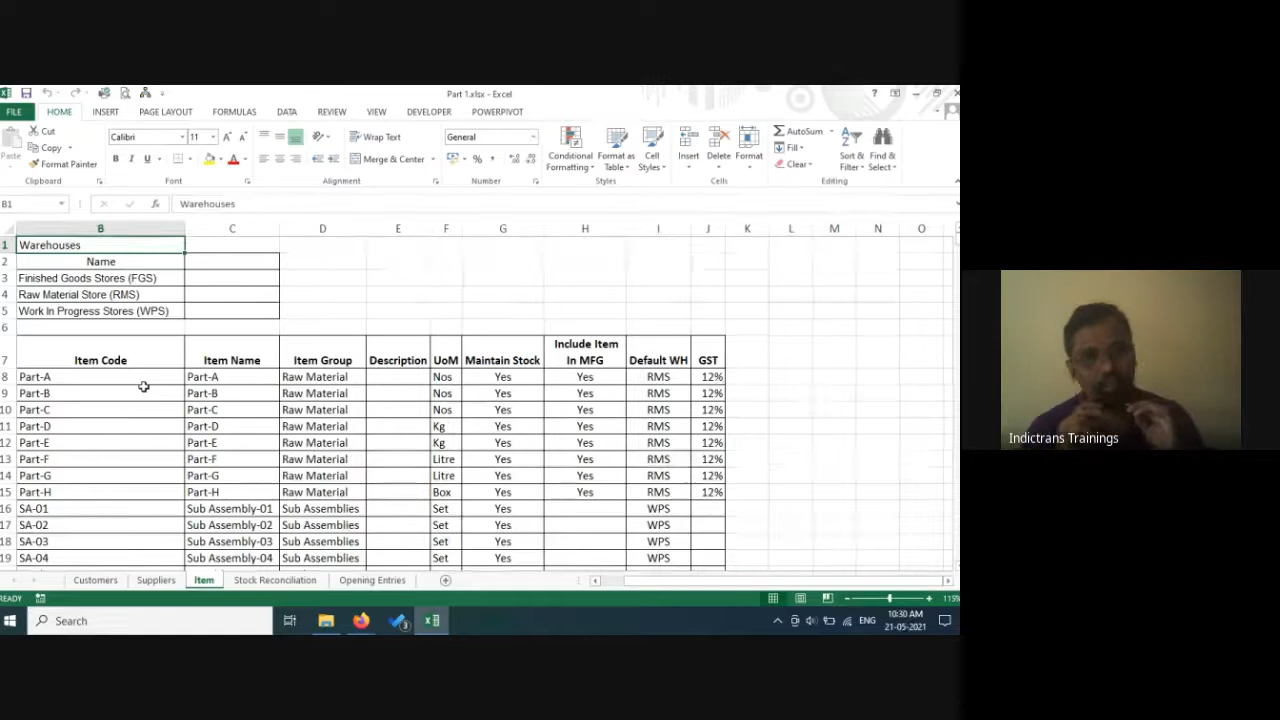 Part 1.xlsx - Excel
FILE HOME INSERT PAGE LAYOUT FORMULAS DATA REVIEW VIEW DEVELOPER POWERPIVOT
Paste
Cut
Copy
Format Painter
Clipboard
Calibri 11
B I U
Font
Wrap Text
Merge & Center
Alignment
General
% ,
Number
Conditional Formatting
Format as Table
Cell Styles
Styles
Insert Delete Format
Cells
AutoSum
Fill
Clear
Sort & Filter
Find & Select
Editing
B1 fx Warehouses
B C D E F G H I J K L M N O
1 Warehouses
2 Name
3 Finished Goods Stores (FGS)
4 Raw Material Store (RMS)
5 Work In Progress Stores (WPS)
6
7 Item Code Item Name Item Group Description UoM Maintain Stock Include Item In MFG Default WH GST
8 Part-A Part-A Raw Material Nos Yes Yes RMS 12%
9 Part-B Part-B Raw Material Nos Yes Yes RMS 12%
10 Part-C Part-C Raw Material Nos Yes Yes RMS 12%
11 Part-D Part-D Raw Material Kg Yes Yes RMS 12%
12 Part-E Part-E Raw Material Kg Yes Yes RMS 12%
13 Part-F Part-F Raw Material Litre Yes Yes RMS 12%
14 Part-G Part-G Raw Material Litre Yes Yes RMS 12%
15 Part-H Part-H Raw Material Box Yes Yes RMS 12%
16 SA-01 Sub Assembly-01 Sub Assemblies Set Yes WPS
17 SA-02 Sub Assembly-02 Sub Assemblies Set Yes WPS
18 SA-03 Sub Assembly-03 Sub Assemblies Set Yes WPS
19 SA-04 Sub Assembly-04 Sub Assemblies Set Yes WPS
Customers Suppliers Item Stock Reconciliation Opening Entries
READY 115%
Search
ENG
10:30 AM
21-05-2021
Indictrans Trainings